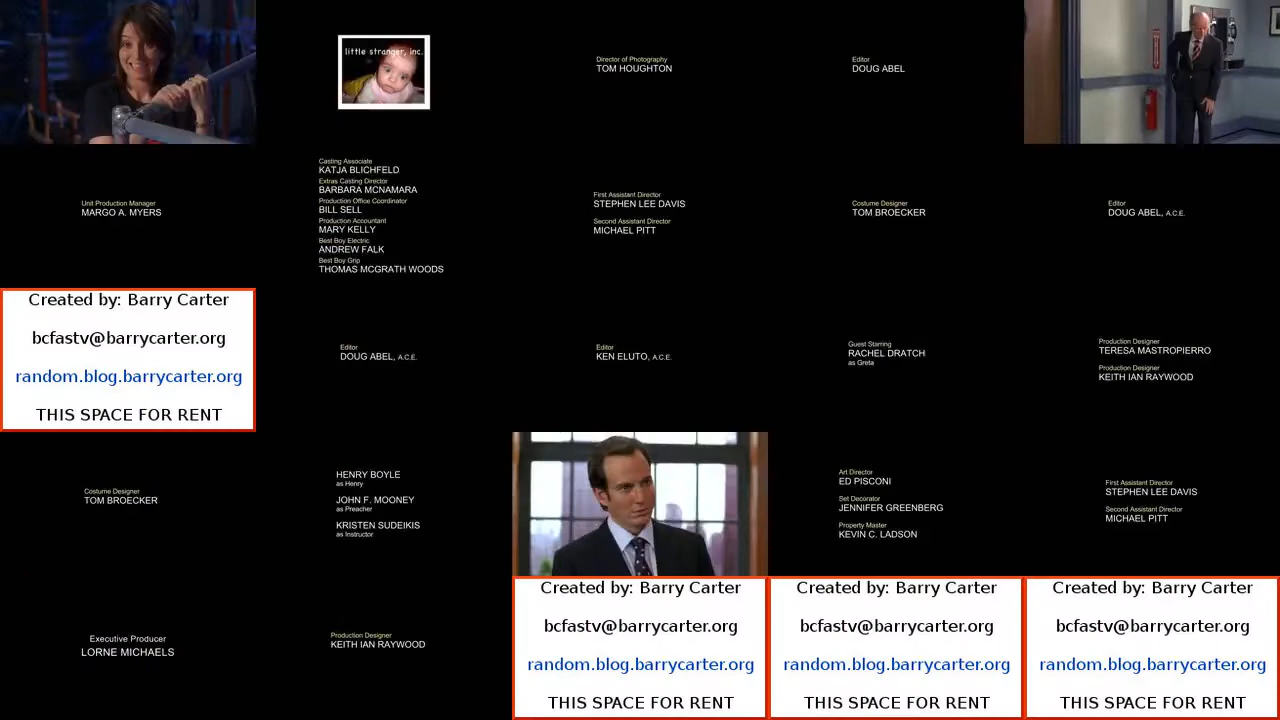 little stranger, inc.
Director of Photography
TOM HOUGHTON
Editor
DOUG ABEL
Unit Production Manager
MARGO A. MYERS
Casting Associate
KATJA BLICHFELD
Extras Casting Director
BARBARA MCNAMARA
Production Office Coordinator
BILL SELL
Production Accountant
MARY KELLY
Best Boy Electric
ANDREW FALK
Best Boy Grip
THOMAS MCGRATH WOODS
First Assistant Director
STEPHEN LEE DAVIS
Second Assistant Director
MICHAEL PITT
Costume Designer
TOM BROECKER
Editor
DOUG ABEL, A.C.E.
Created by: Barry Carter
bcfastv@barrycarter.org
random.blog.barrycarter.org
THIS SPACE FOR RENT
Editor
DOUG ABEL, A.C.E.
Editor
KEN ELUTO, A.C.E.
Guest Starring
RACHEL DRATCH
as Greta
Production Designer
TERESA MASTROPIERRO
Production Designer
KEITH IAN RAYWOOD
Costume Designer
TOM BROECKER
HENRY BOYLE
as Henry
JOHN F. MOONEY
as Preacher
KRISTEN SUDEIKIS
as Instructor
Art Director
ED PISCONI
Set Decorator
JENNIFER GREENBERG
Property Master
KEVIN C. LADSON
First Assistant Director
STEPHEN LEE DAVIS
Second Assistant Director
MICHAEL PITT
Executive Producer
LORNE MICHAELS
Production Designer
KEITH IAN RAYWOOD
Created by: Barry Carter
bcfastv@barrycarter.org
random.blog.barrycarter.org
THIS SPACE FOR RENT
Created by: Barry Carter
bcfastv@barrycarter.org
random.blog.barrycarter.org
THIS SPACE FOR RENT
Created by: Barry Carter
bcfastv@barrycarter.org
random.blog.barrycarter.org
THIS SPACE FOR RENT